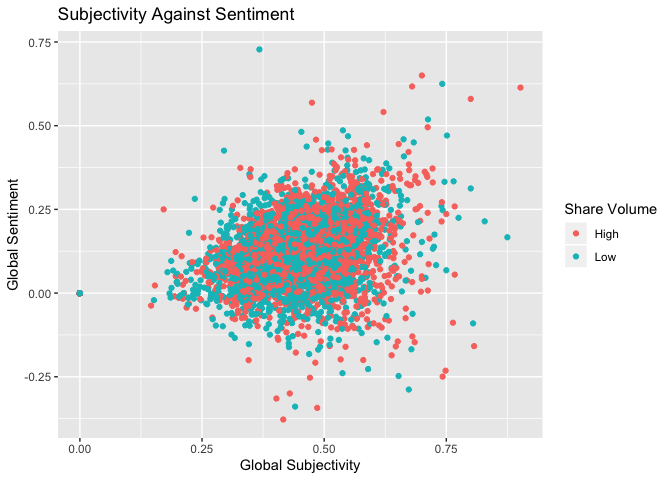 Subjectivity Against Sentiment
0.75
0.50
0.25
0.00
-0.25
Global Sentiment
0.00 0.25 0.50 0.75
Global Subjectivity
Share Volume
High
Low